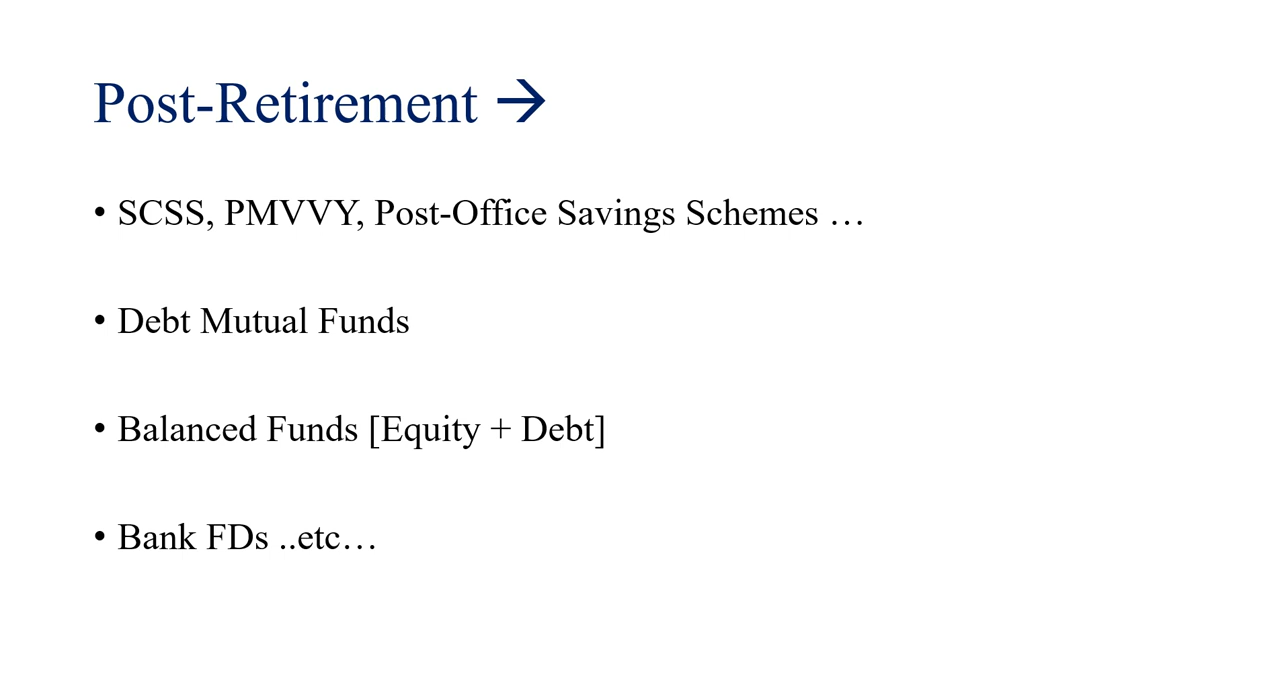 Post-Retirement →
• SCSS, PMVVY, Post-Office Savings Schemes …
• Debt Mutual Funds
• Balanced Funds [Equity + Debt]
• Bank FDs ..etc…